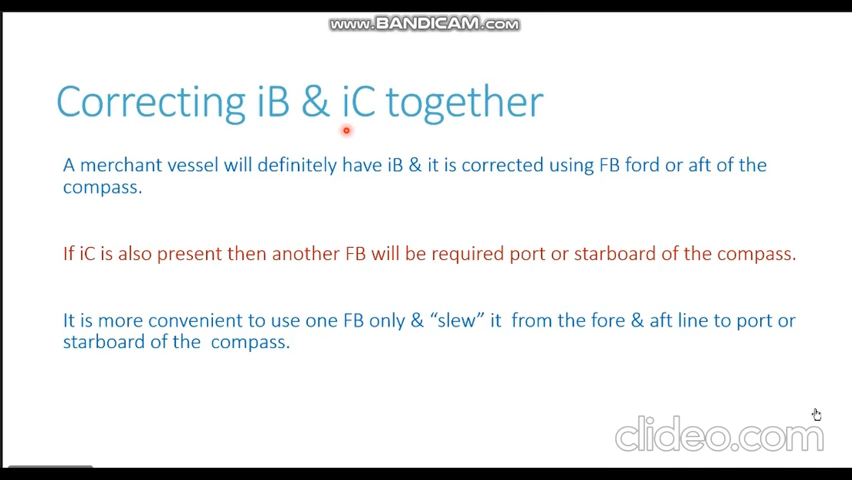 www.BANDICAM.com
Correcting iB & iC together
A merchant vessel will definitely have iB & it is corrected using FB ford or aft of the
compass.
If iC is also present then another FB will be required port or starboard of the compass.
It is more convenient to use one FB only & “slew” it from the fore & aft line to port or
starboard of the compass.
clideo.com